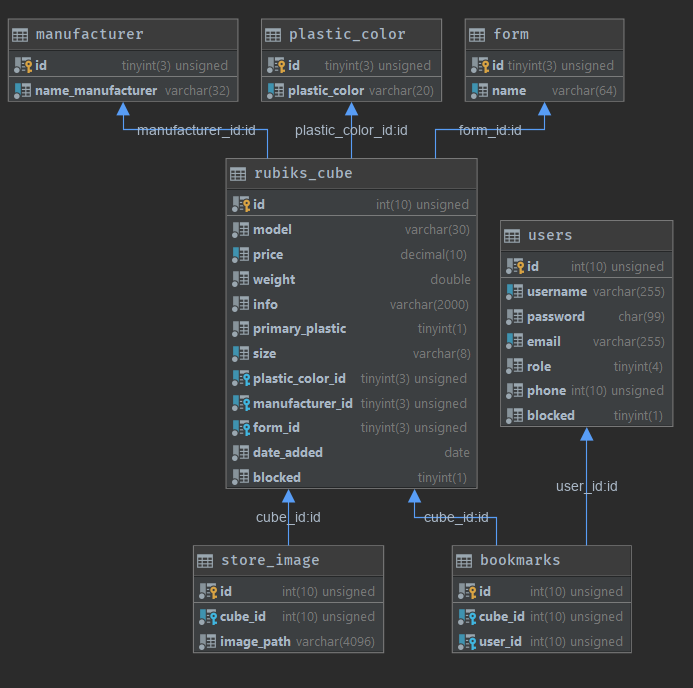 manufacturer
id tinyint(3) unsigned
name_manufacturer varchar(32)
plastic_color
id tinyint(3) unsigned
plastic_color varchar(20)
form
id tinyint(3) unsigned
name varchar(64)
manufacturer_id:id
plastic_color_id:id
form_id:id
rubiks_cube
id int(10) unsigned
model varchar(30)
price decimal(10)
weight double
info varchar(2000)
primary_plastic tinyint(1)
size varchar(8)
plastic_color_id tinyint(3) unsigned
manufacturer_id tinyint(3) unsigned
form_id tinyint(3) unsigned
date_added date
blocked tinyint(1)
users
id int(10) unsigned
username varchar(255)
password char(99)
email varchar(255)
role tinyint(4)
phone int(10) unsigned
blocked tinyint(1)
user_id:id
cube_id:id
cube_id:id
store_image
id int(10) unsigned
cube_id int(10) unsigned
image_path varchar(4096)
bookmarks
id int(10) unsigned
cube_id int(10) unsigned
user_id int(10) unsigned